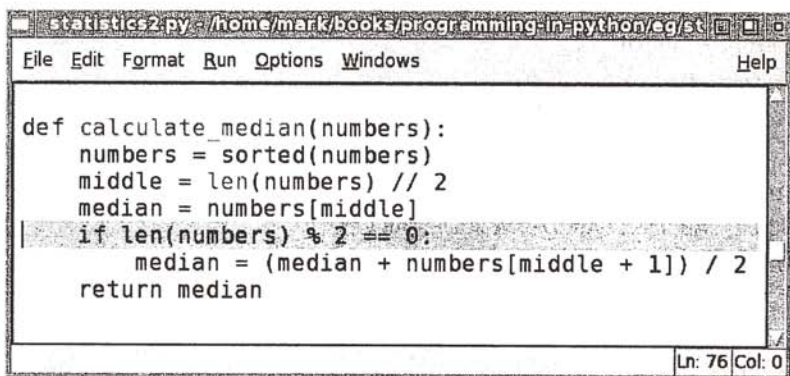 statistics2.py - /home/mark/books/programming-in-python/eg/st
File Edit Format Run Options Windows Help
def calculate_median(numbers):
    numbers = sorted(numbers)
    middle = len(numbers) // 2
    median = numbers[middle]
    if len(numbers) % 2 == 0:
        median = (median + numbers[middle + 1]) / 2
    return median
Ln: 76 Col: 0